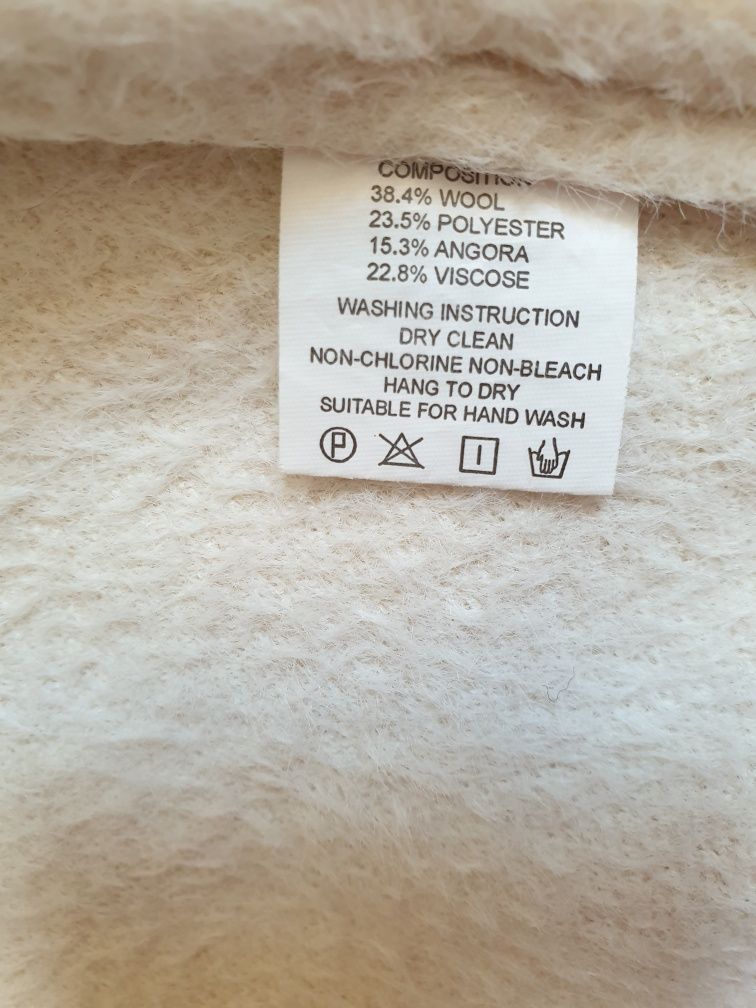 COMPOSITION
38.4% WOOL
23.5% POLYESTER
15.3% ANGORA
22.8% VISCOSE
WASHING INSTRUCTION
DRY CLEAN
NON-CHLORINE NON-BLEACH
HANG TO DRY
SUITABLE FOR HAND WASH
P